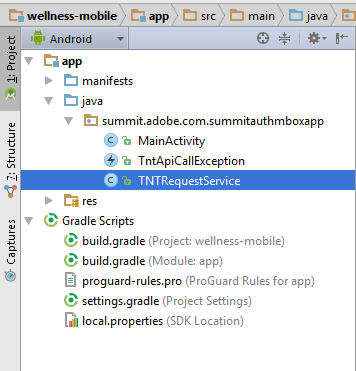 wellness-mobile app src main java
Android
1: Project
app
manifests
java
summit.adobe.com.summitauthmboxapp
MainActivity
TntApiCallException
TNTRequestService
res
Gradle Scripts
build.gradle (Project: wellness-mobile)
build.gradle (Module: app)
proguard-rules.pro (ProGuard Rules for app)
settings.gradle (Project Settings)
local.properties (SDK Location)
7: Structure
Captures